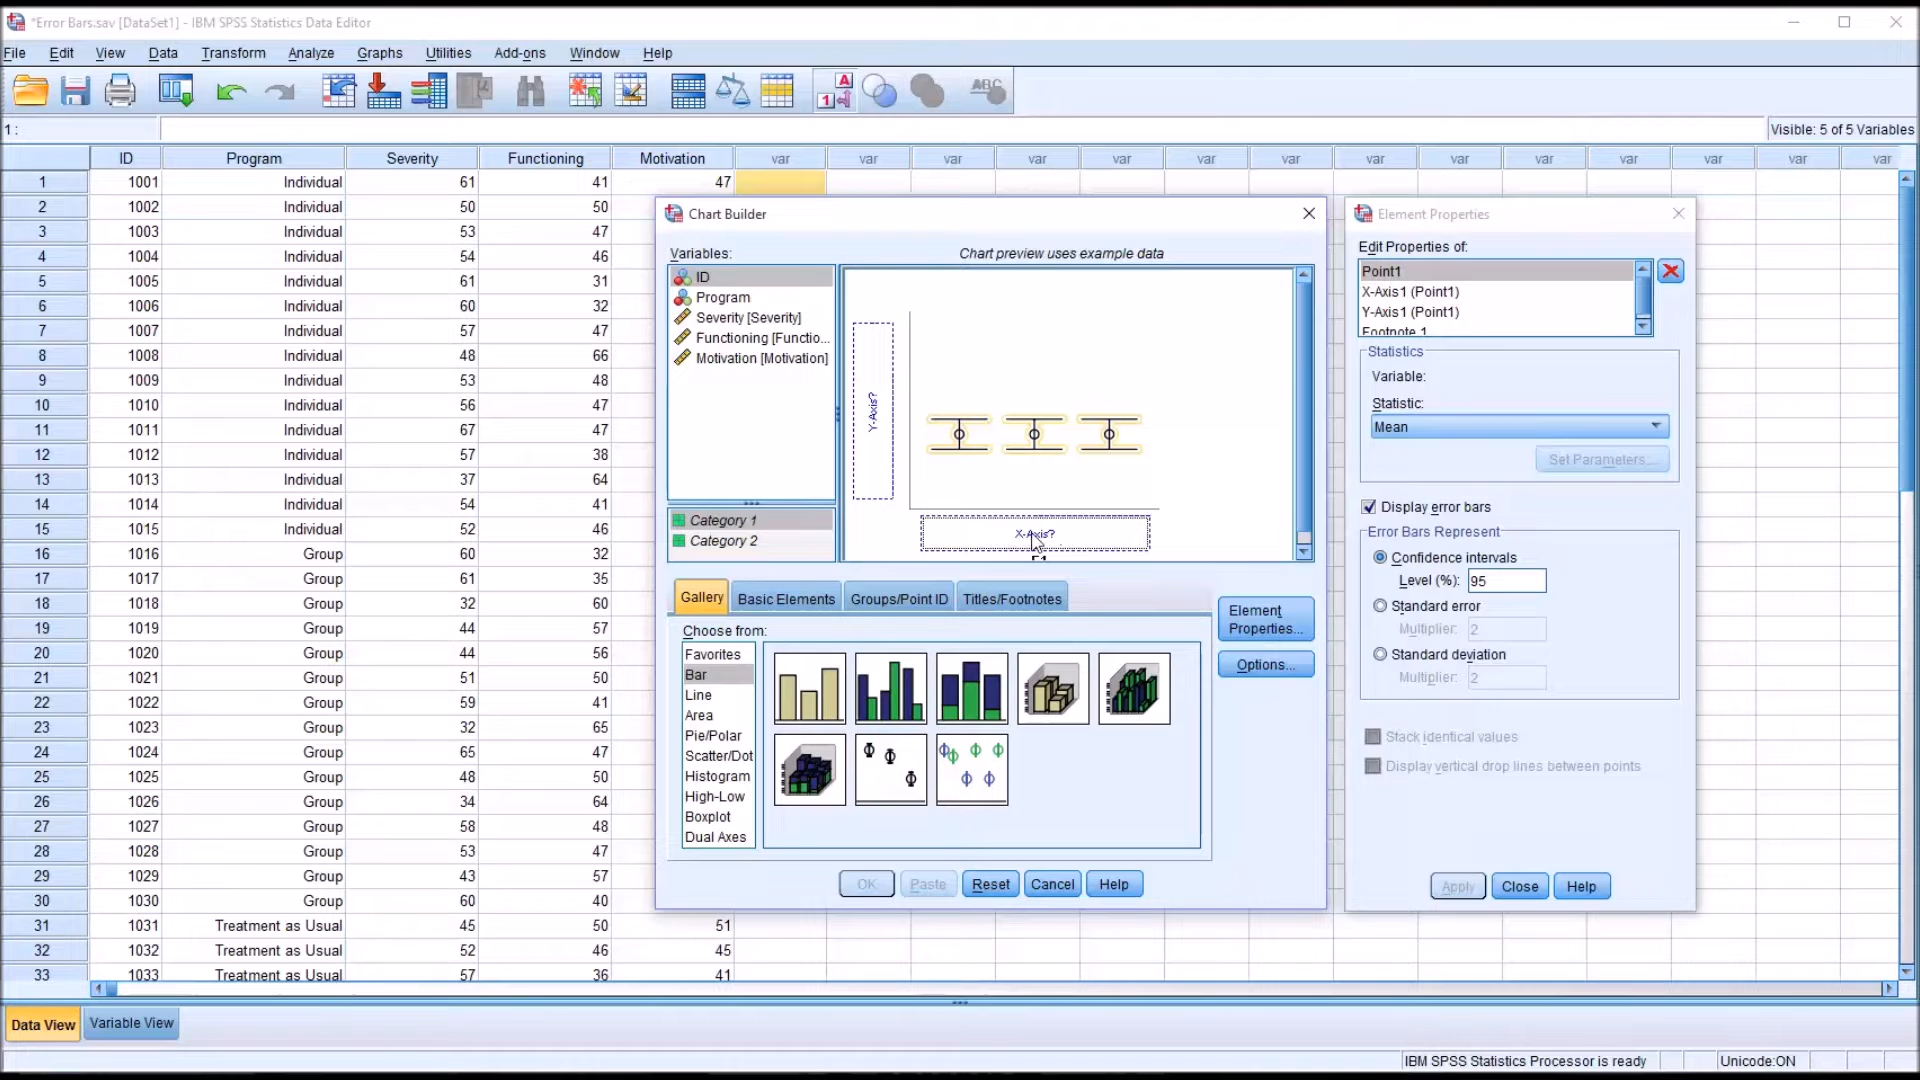 *Error Bars.sav [DataSet1] - IBM SPSS Statistics Data Editor
File Edit View Data Transform Analyze Graphs Utilities Add-ons Window Help
1 :
Visible: 5 of 5 Variables
ID Program Severity Functioning Motivation var var var var var var var var var var var var var var
1 1001 Individual 61 41 47
2 1002 Individual 50 50
3 1003 Individual 53 47
4 1004 Individual 54 46
5 1005 Individual 61 31
6 1006 Individual 60 32
7 1007 Individual 57 47
8 1008 Individual 48 66
9 1009 Individual 53 48
10 1010 Individual 56 47
11 1011 Individual 67 47
12 1012 Individual 57 38
13 1013 Individual 37 64
14 1014 Individual 54 41
15 1015 Individual 52 46
16 1016 Group 60 32
17 1017 Group 61 35
18 1018 Group 32 60
19 1019 Group 44 57
20 1020 Group 44 56
21 1021 Group 51 50
22 1022 Group 59 41
23 1023 Group 32 65
24 1024 Group 65 47
25 1025 Group 48 50
26 1026 Group 34 64
27 1027 Group 58 48
28 1028 Group 53 47
29 1029 Group 43 57
30 1030 Group 60 40
31 1031 Treatment as Usual 45 50 51
32 1032 Treatment as Usual 52 46 45
33 1033 Treatment as Usual 57 36 41
Chart Builder
Variables:
Chart preview uses example data
ID
Program
Severity [Severity]
Functioning [Functio...
Motivation [Motivation]
Category 1
Category 2
Y-Axis?
X-Axis?
Gallery Basic Elements Groups/Point ID Titles/Footnotes
Choose from:
Favorites
Bar
Line
Area
Pie/Polar
Scatter/Dot
Histogram
High-Low
Boxplot
Dual Axes
Element
Properties...
Options...
OK Paste Reset Cancel Help
Element Properties
Edit Properties of:
Point1
X-Axis1 (Point1)
Y-Axis1 (Point1)
Footnote 1
Statistics
Variable:
Statistic:
Mean
Set Parameters...
Display error bars
Error Bars Represent
Confidence intervals
Level (%): 95
Standard error
Multiplier: 2
Standard deviation
Multiplier: 2
Stack identical values
Display vertical drop lines between points
Apply Close Help
Data View Variable View
IBM SPSS Statistics Processor is ready Unicode:ON